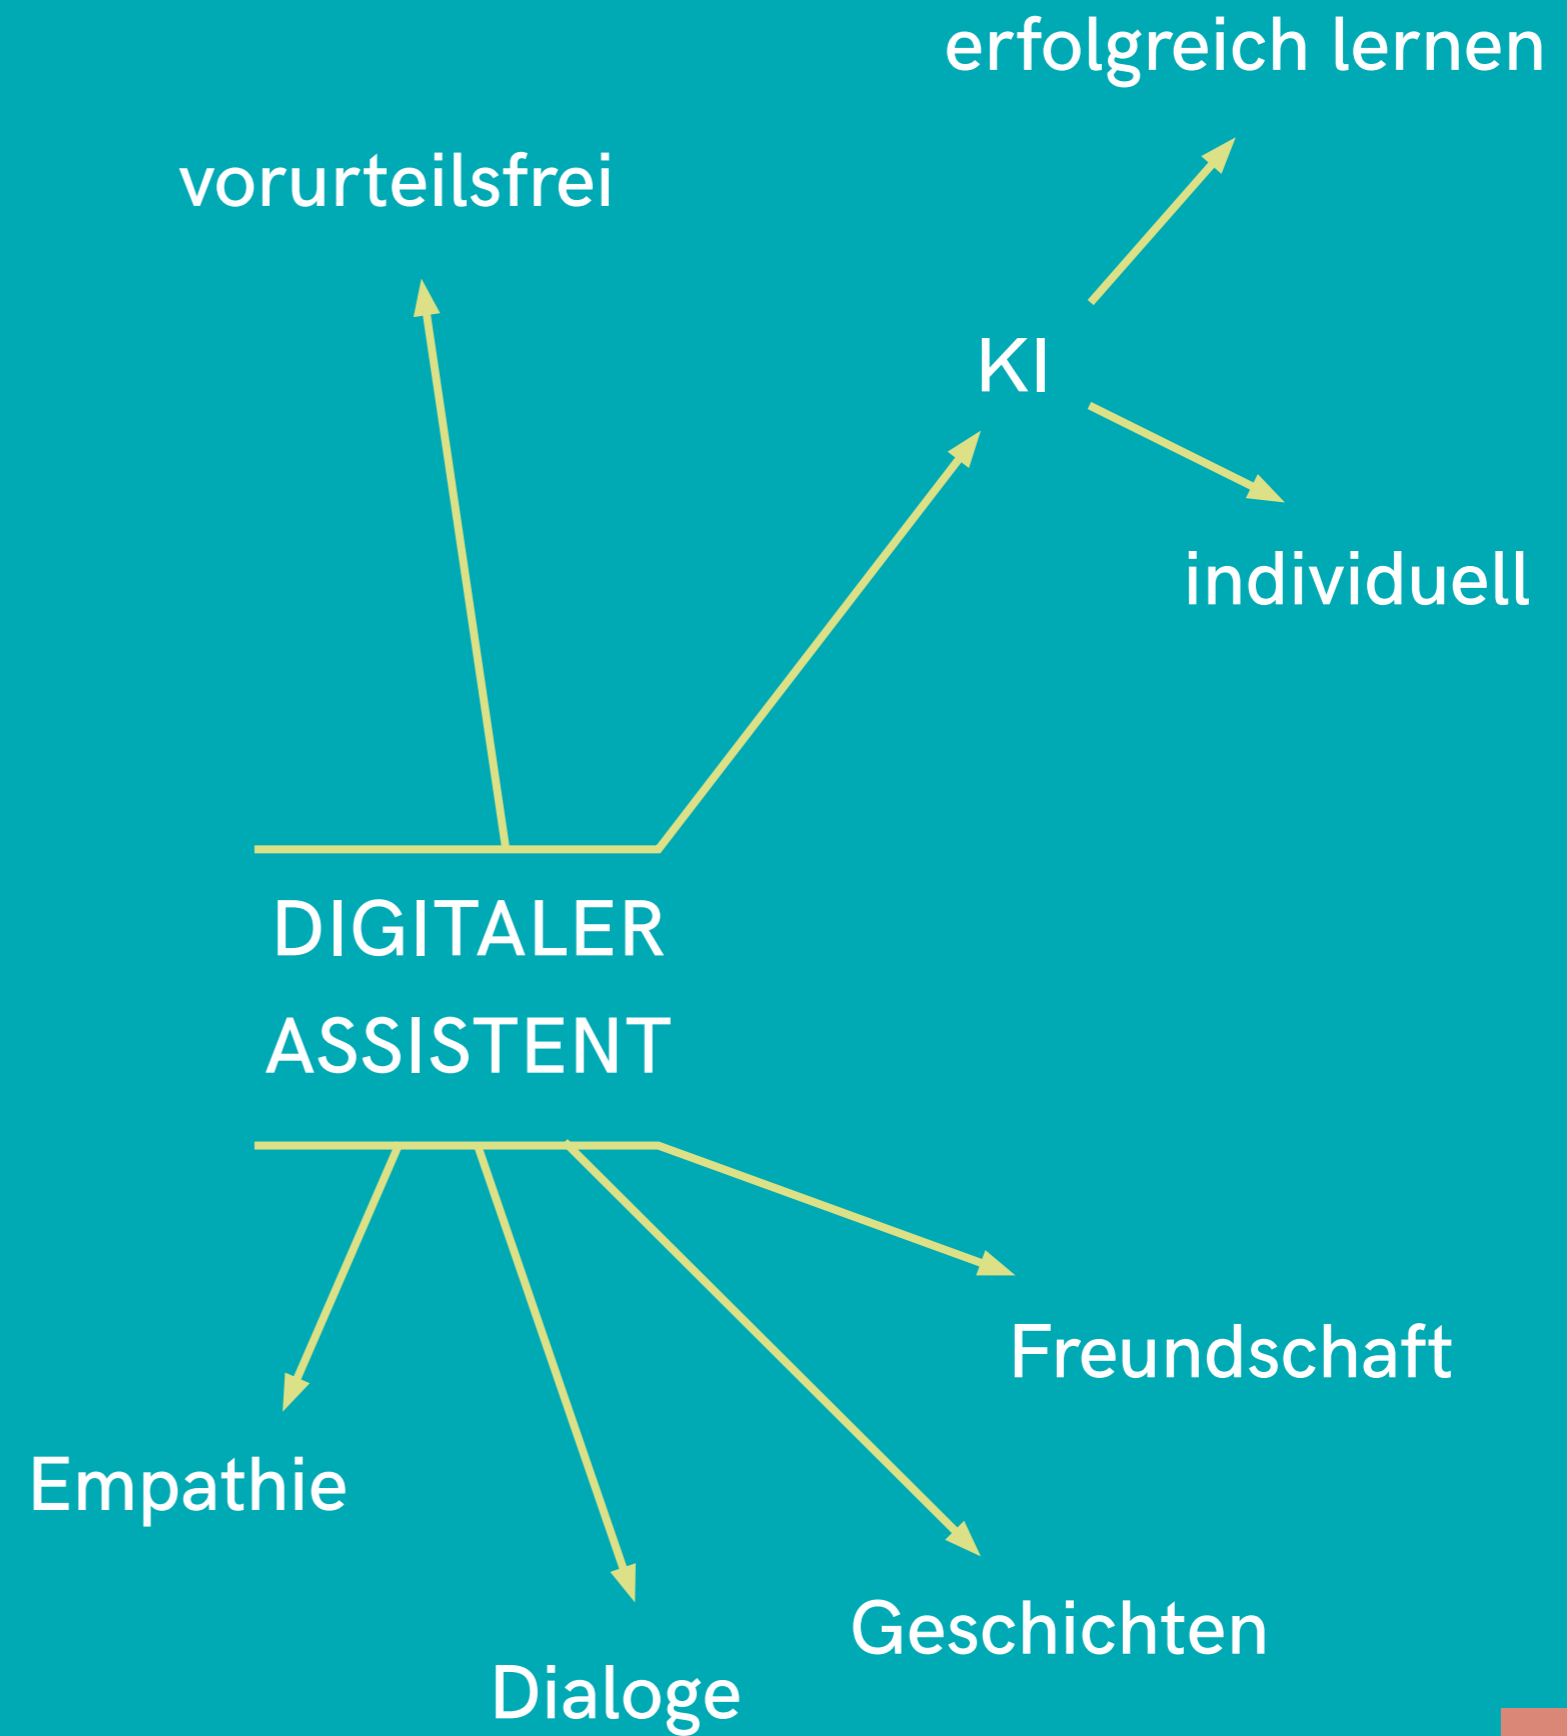 erfolgreich lernen
vorurteilsfrei
KI
individuell
DIGITALER
ASSISTENT
Freundschaft
Empathie
Geschichten
Dialoge